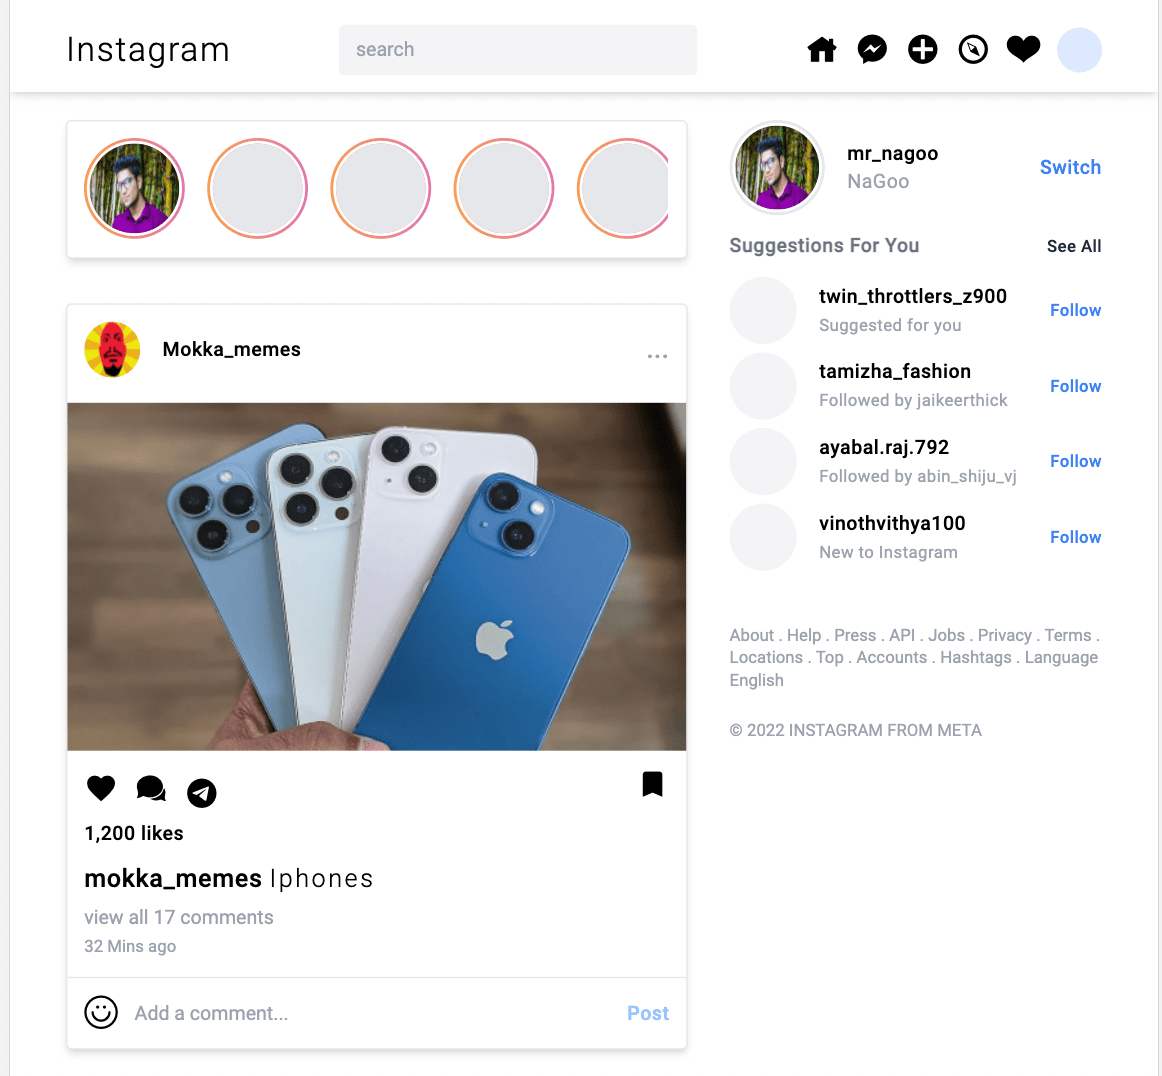 Instagram
search
mr_nagoo
NaGoo
Switch
Suggestions For You
See All
twin_throttlers_z900
Suggested for you
Follow
tamizha_fashion
Followed by jaikeerthick
Follow
ayabal.raj.792
Followed by abin_shiju_vj
Follow
vinothvithya100
New to Instagram
Follow
About . Help . Press . API . Jobs . Privacy . Terms .
Locations . Top . Accounts . Hashtags . Language
English
© 2022 INSTAGRAM FROM META
Mokka_memes
...
1,200 likes
mokka_memes Iphones
view all 17 comments
32 Mins ago
Add a comment...
Post